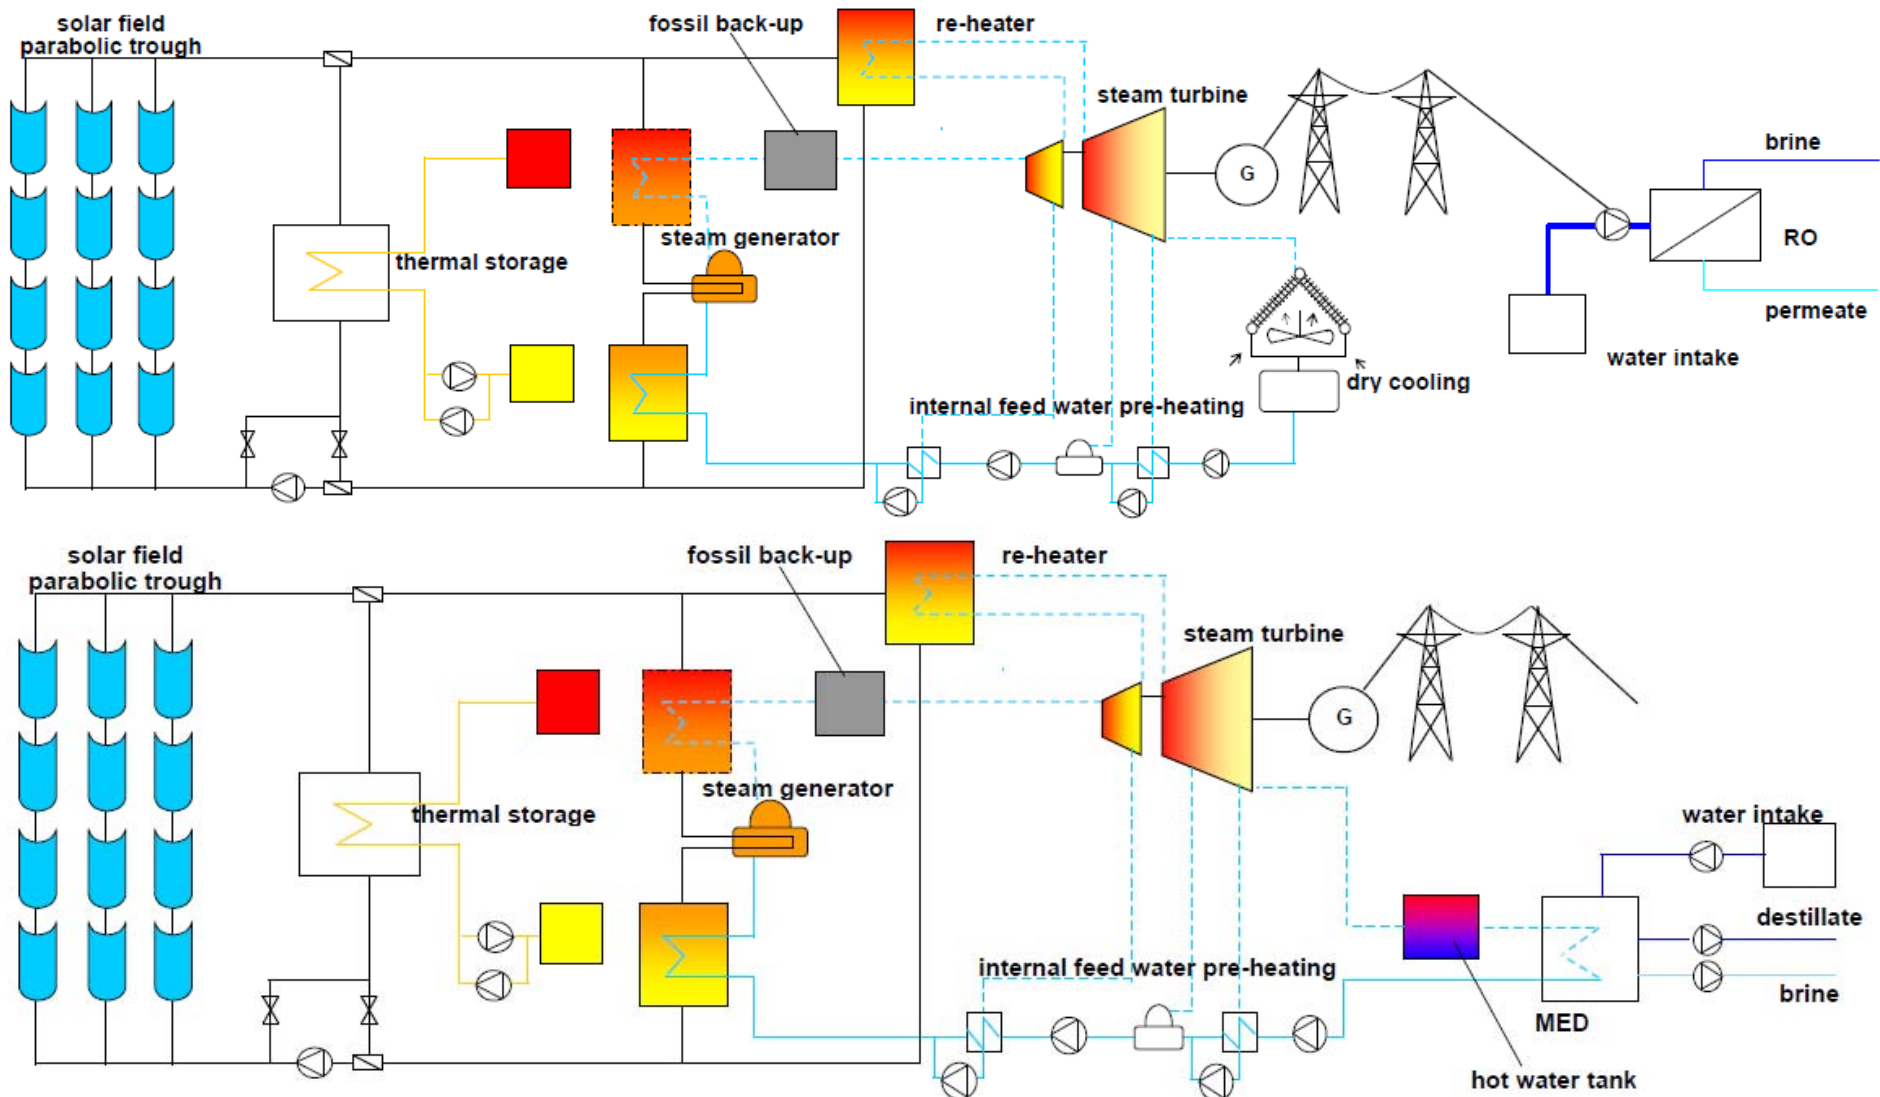 solar field
parabolic trough
fossil back-up
re-heater
steam turbine
G
brine
RO
permeate
water intake
steam generator
thermal storage
dry cooling
internal feed water pre-heating
solar field
parabolic trough
fossil back-up
re-heater
steam turbine
G
steam generator
thermal storage
water intake
destillate
brine
MED
internal feed water pre-heating
hot water tank